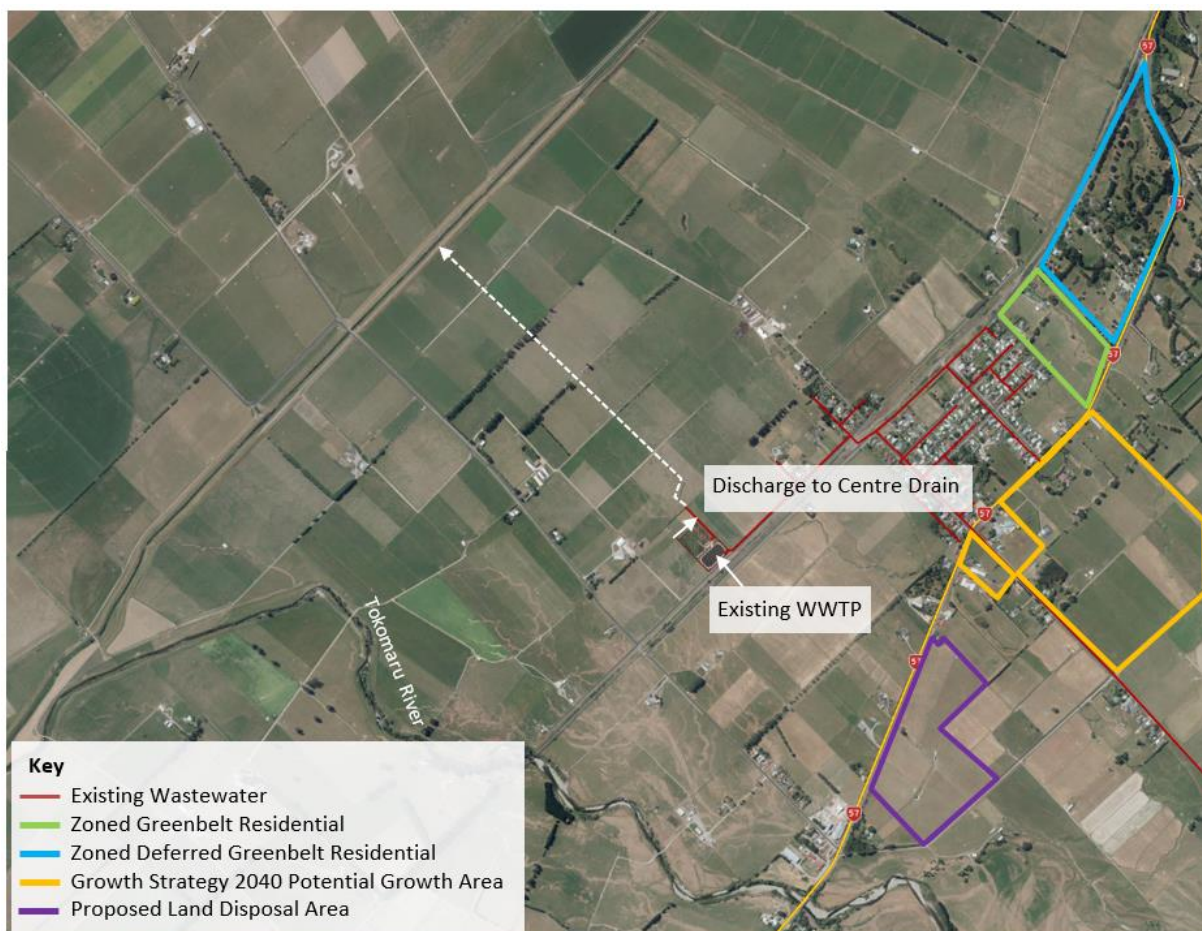 57
57
57
Discharge to Centre Drain
57
Existing WWTP
Tokomaru River
57
57
Key
Existing Wastewater
Zoned Greenbelt Residential
Zoned Deferred Greenbelt Residential
Growth Strategy 2040 Potential Growth Area
Proposed Land Disposal Area